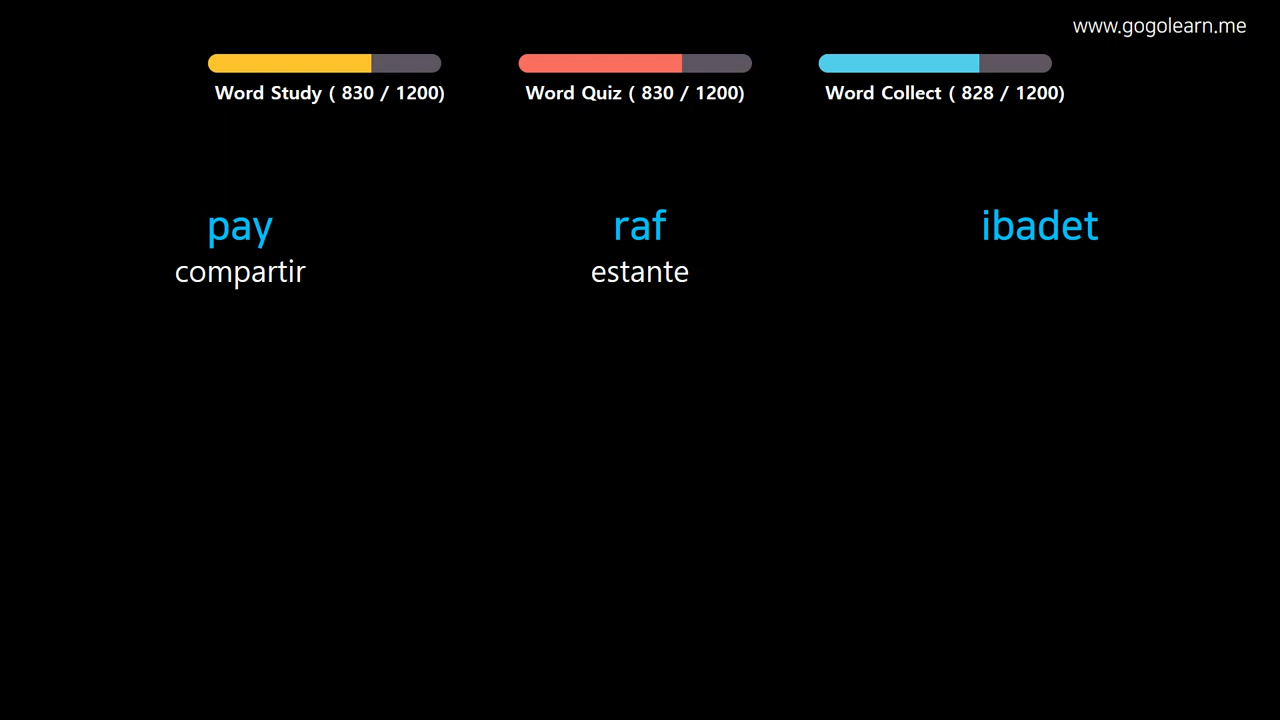 www.gogolearn.me
Word Study ( 830 / 1200)
Word Quiz ( 830 / 1200)
Word Collect ( 828 / 1200)
pay
compartir
raf
estante
ibadet